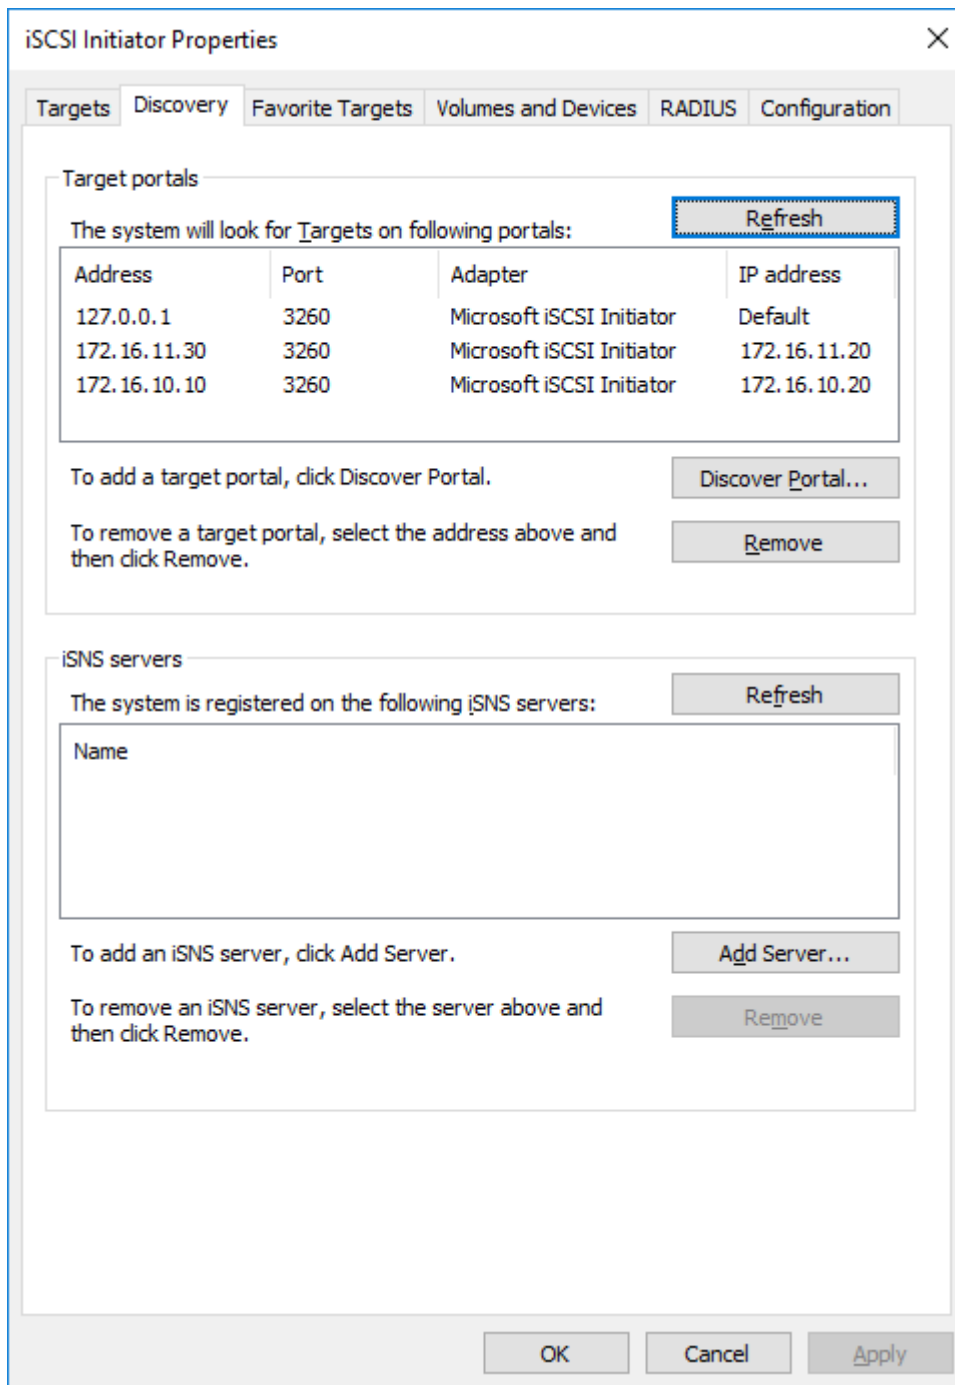 iSCSI Initiator Properties
Targets Discovery Favorite Targets Volumes and Devices RADIUS Configuration
Target portals
The system will look for Targets on following portals: Refresh
Address Port Adapter IP address
127.0.0.1 3260 Microsoft iSCSI Initiator Default
172.16.11.30 3260 Microsoft iSCSI Initiator 172.16.11.20
172.16.10.10 3260 Microsoft iSCSI Initiator 172.16.10.20
To add a target portal, click Discover Portal. Discover Portal...
To remove a target portal, select the address above and
then click Remove.
Remove
iSNS servers
The system is registered on the following iSNS servers: Refresh
Name
To add an iSNS server, click Add Server. Add Server...
To remove an iSNS server, select the server above and
then click Remove.
Remove
OK Cancel Apply